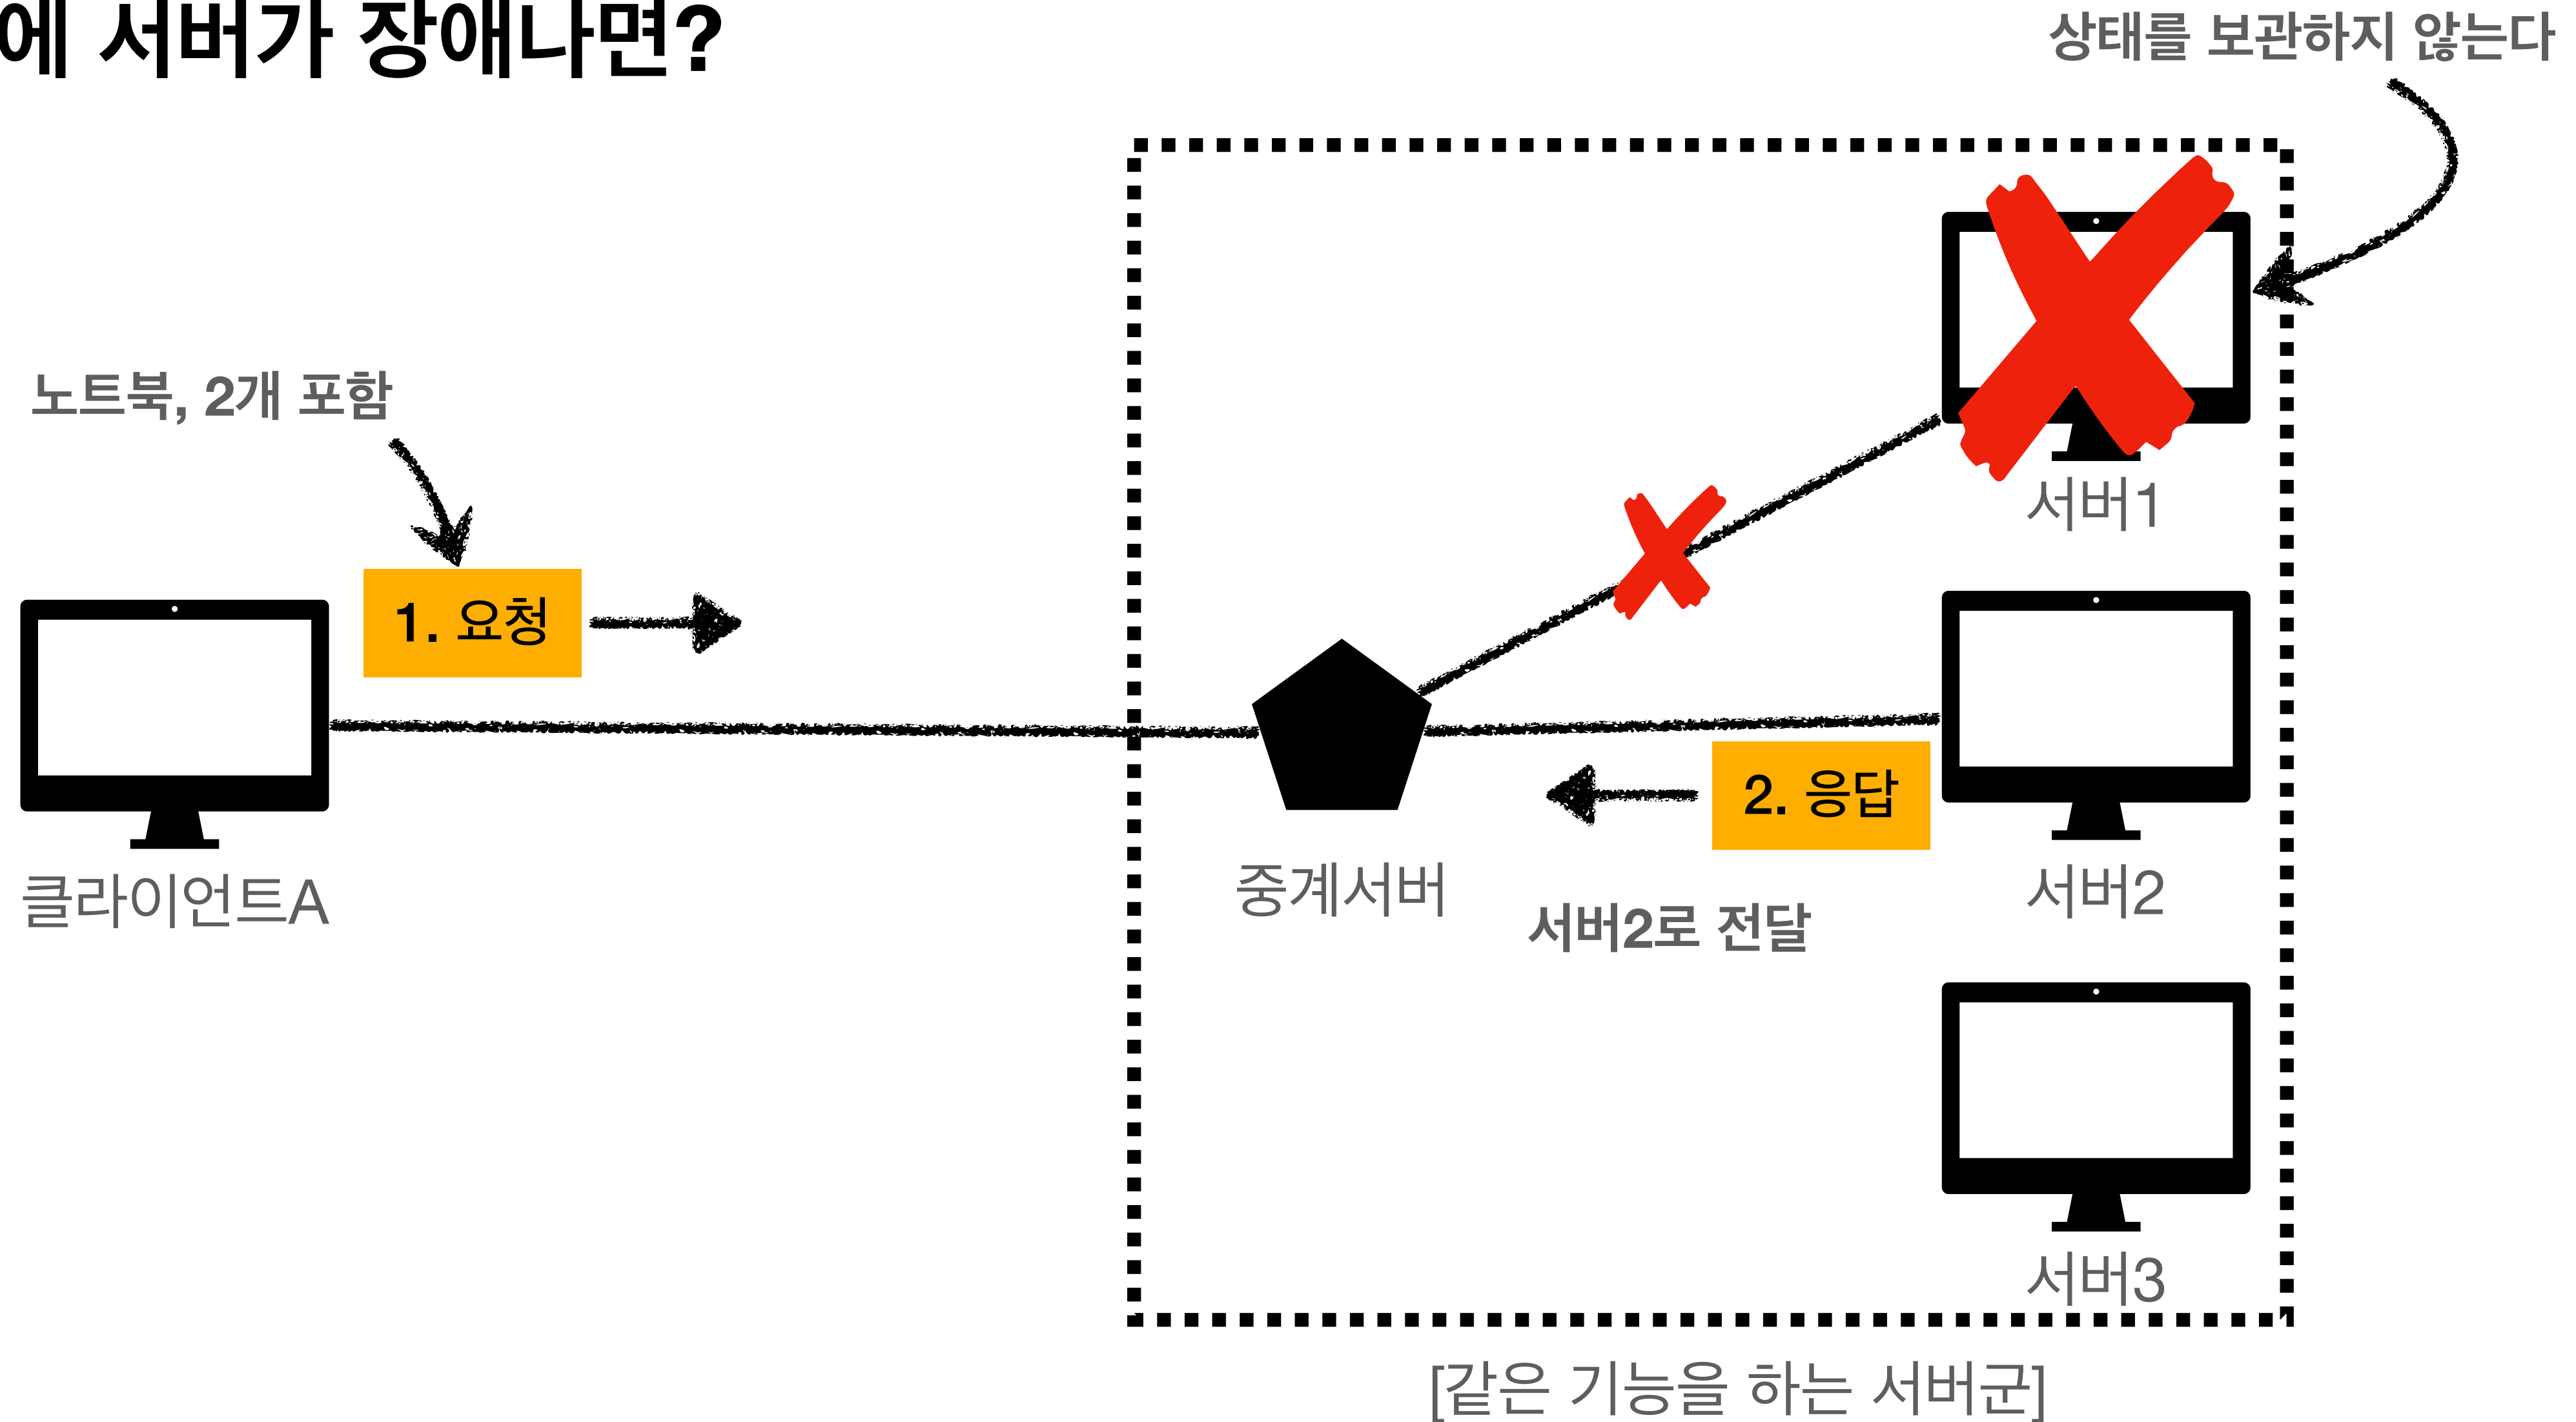 에 서버가 장애나면?
상태를 보관하지 않는다
노트북, 2개 포함
1. 요청
서버1
2. 응답
클라이언트A
중계서버
서버2로 전달
서버2
서버3
[같은 기능을 하는 서버군]